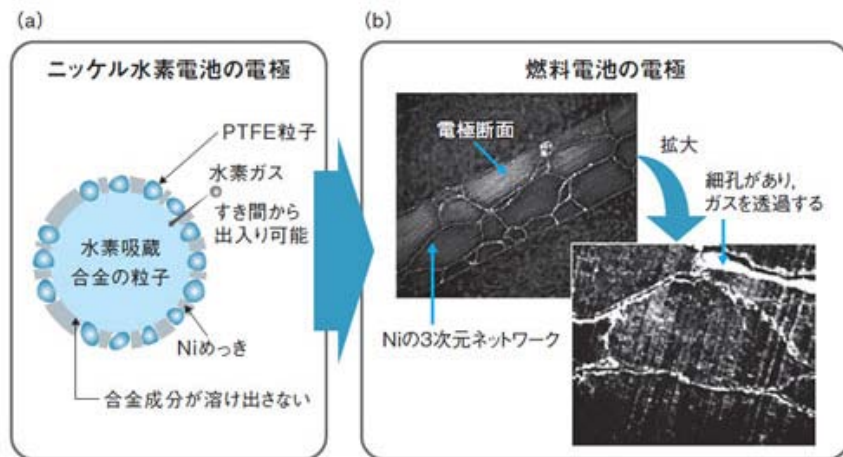 (a)
ニッケル水素電池の電極
PTFE粒子
水素ガス
すき間から
出入り可能
水素吸蔵
合金の粒子
Niめっき
合金成分が溶け出さない
(b)
燃料電池の電極
電極断面
拡大
細孔があり,
ガスを透過する
Niの3次元ネットワーク